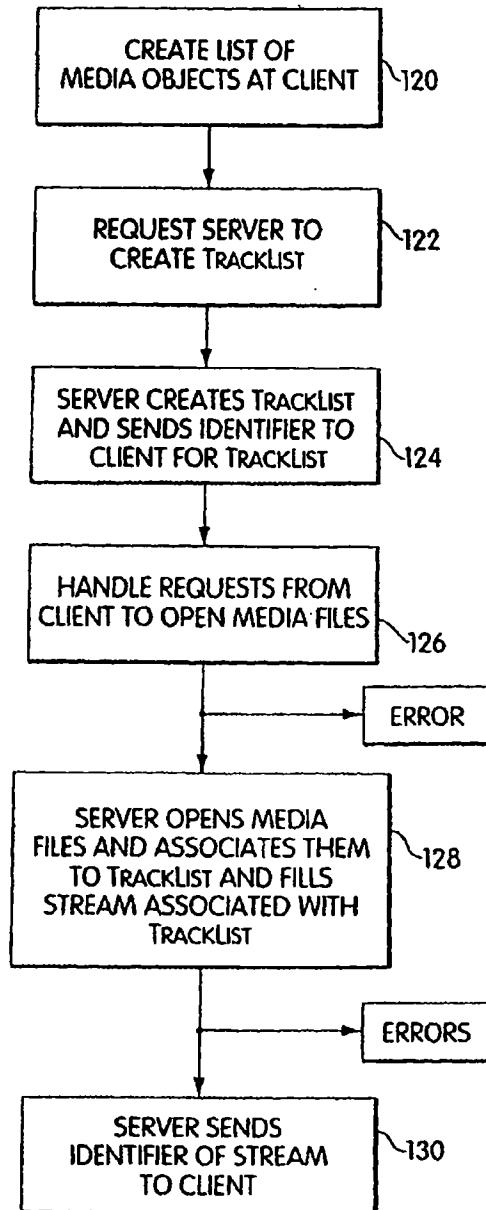 CREATE LIST OF
MEDIA OBJECTS AT CLIENT
120
REQUEST SERVER TO
CREATE TRACKLIST
122
SERVER CREATES TRACKLIST
AND SENDS IDENTIFIER TO
CLIENT FOR TRACKLIST
124
HANDLE REQUESTS FROM
CLIENT TO OPEN MEDIA FILES
126
ERROR
SERVER OPENS MEDIA
FILES AND ASSOCIATES THEM
TO TRACKLIST AND FILLS
STREAM ASSOCIATED WITH
TRACKLIST
128
ERRORS
SERVER SENDS
IDENTIFIER OF STREAM
TO CLIENT
130